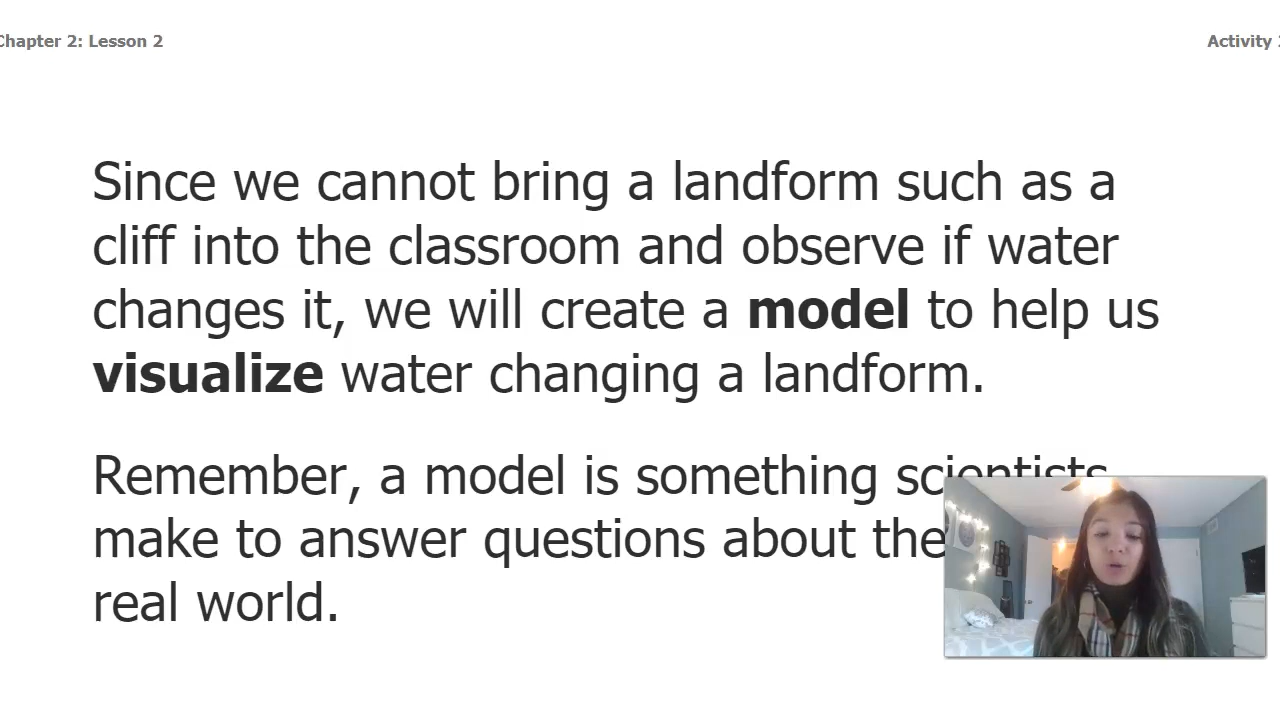 Chapter 2: Lesson 2
Activity
Since we cannot bring a landform such as a
cliff into the classroom and observe if water
changes it, we will create a model to help us
visualize water changing a landform.
Remember, a model is something scientists
make to answer questions about the
real world.